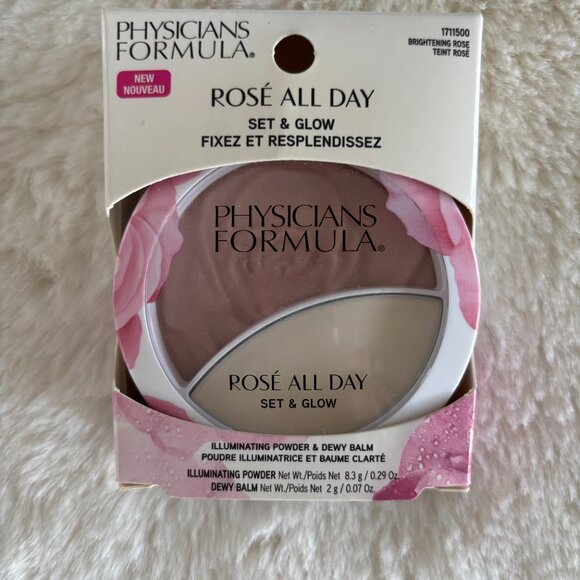 PHYSICIANS
FORMULA®
1711500
BRIGHTENING ROSE
TEINT ROSÉ
NEW
NOUVEAU
ROSÉ ALL DAY
SET & GLOW
FIXEZ ET RESPLENDISSEZ
PHYSICIANS
FORMULA®
ROSÉ ALL DAY
SET & GLOW
ILLUMINATING POWDER & DEWY BALM
POUDRE ILLUMINATRICE ET BAUME CLARTÉ
ILLUMINATING POWDER Net Wt./Poids Net 8.3 g / 0.29 Oz.
DEWY BALM Net Wt./Poids Net 2 g / 0.07 Oz.